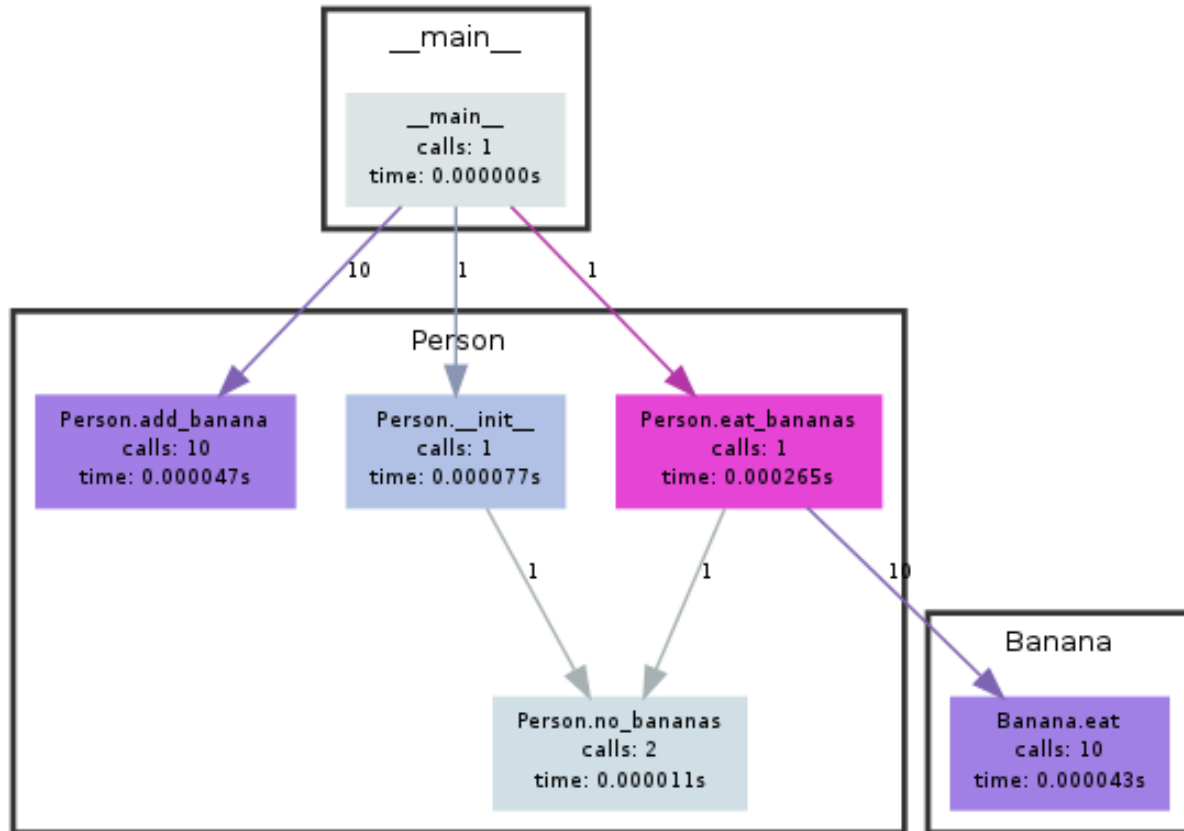 __main__
__main__
calls: 1
time: 0.000000s
10
1
1
Person
Person.add_banana
calls: 10
time: 0.000047s
Person.__init__
calls: 1
time: 0.000077s
Person.eat_bananas
calls: 1
time: 0.000265s
1
1
10
Banana
Person.no_bananas
calls: 2
time: 0.000011s
Banana.eat
calls: 10
time: 0.000043s